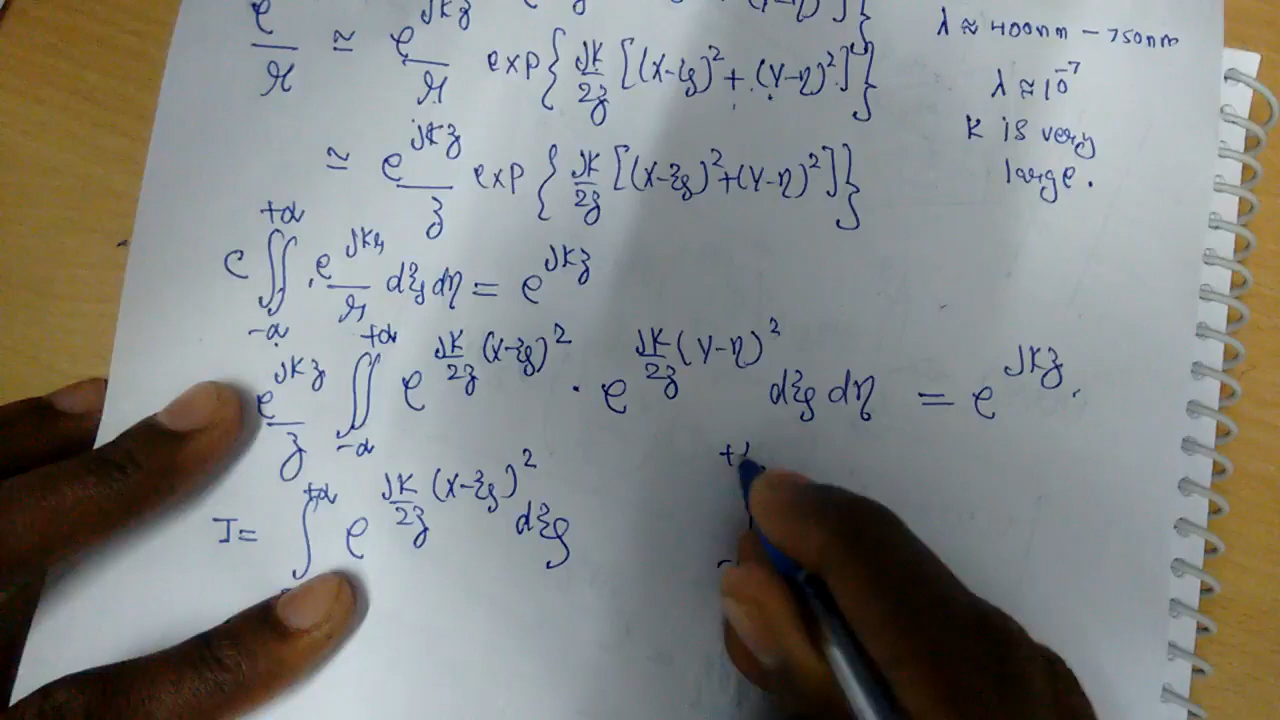 e/r ≅ e^{jkz}/r exp{jk/2z [(x-ξ)²+(y-η)²]}
λ ≈ 400nm - 750nm
λ ≈ 10^{-7}
K is very
large.
≅ e^{jkz}/z exp{jk/2z [(x-ξ)²+(y-η)²]}
c ∬_{-α}^{+α} · e^{jkr}/r dξ dη = e^{jkz}
e^{jkz}/z ∬_{-α}^{+α} e^{jk/2z (x-ξ)²} · e^{jk/2z (y-η)²} dξ dη = e^{jkz}.
I = ∫^{+α} e^{jk/2z (x-ξ)²} dξ